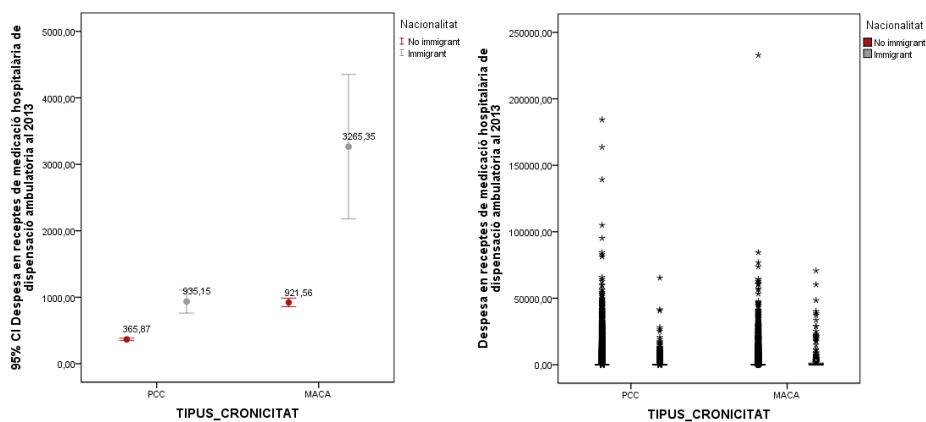 95% CI Despesa en receptes de medicació hospitalària de
dispensació ambulatòria al 2013
5000,00
4000,00
3000,00
2000,00
1000,00
0,00
365,87
935,15
921,56
3265,35
PCC
MACA
TIPUS_CRONICITAT
Nacionalitat
No immigrant
Immigrant
Despesa en receptes de medicació hospitalària de
dispensació ambulatòria al 2013
250000,00
200000,00
150000,00
100000,00
50000,00
0,00
PCC
MACA
TIPUS_CRONICITAT
Nacionalitat
No immigrant
Immigrant